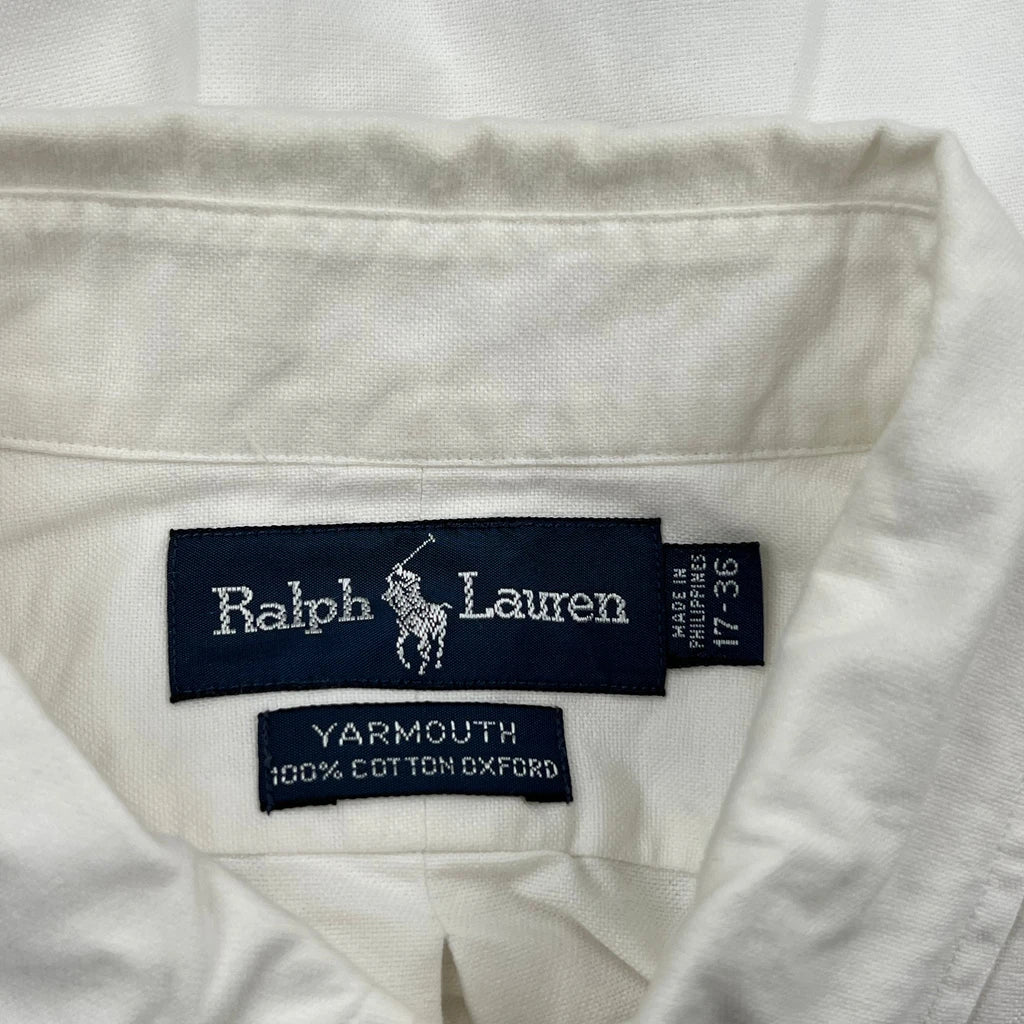 Ralph Lauren
MADE IN
PHILIPPINES
17-36
YARMOUTH
100% COTTON OXFORD